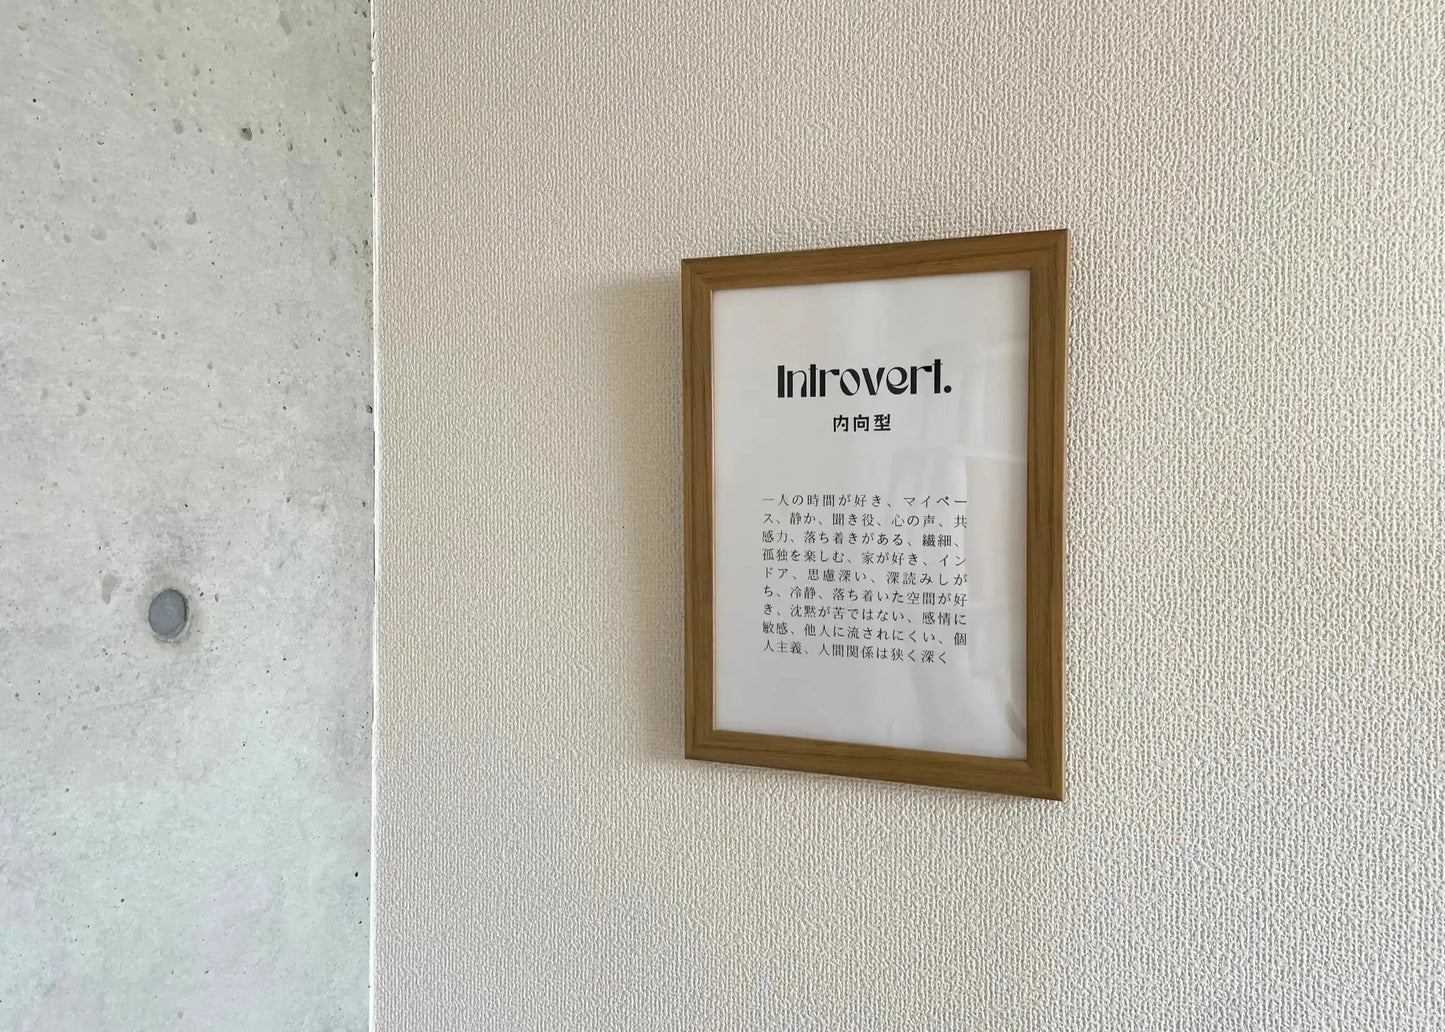 Introvert.
内向型
一人の時間が好き、マイペー
ス、静か、聞き役、心の声、共
感力、落ち着きがある、繊細、
孤独を楽しむ、家が好き、イン
ドア、思慮深い、深読みしが
ち、冷静、落ち着いた空間が好
き、沈黙が苦ではない、感情に
敏感、他人に流されにくい、個
人主義、人間関係は狭く深く